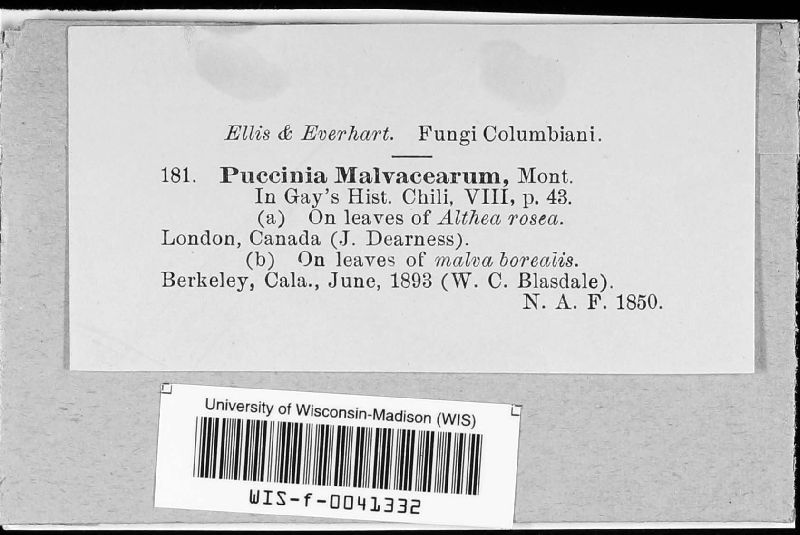 Ellis & Everhart. Fungi Columbiani.
181. Puccinia Malvacearum, Mont.
In Gay's Hist. Chili, VIII, p. 43.
(a) On leaves of Althea rosea.
London, Canada (J. Dearness).
(b) On leaves of malva borealis.
Berkeley, Cala., June, 1893 (W. C. Blasdale).
N. A. F. 1850.
University of Wisconsin-Madison (WIS)
WIS-f-0041332